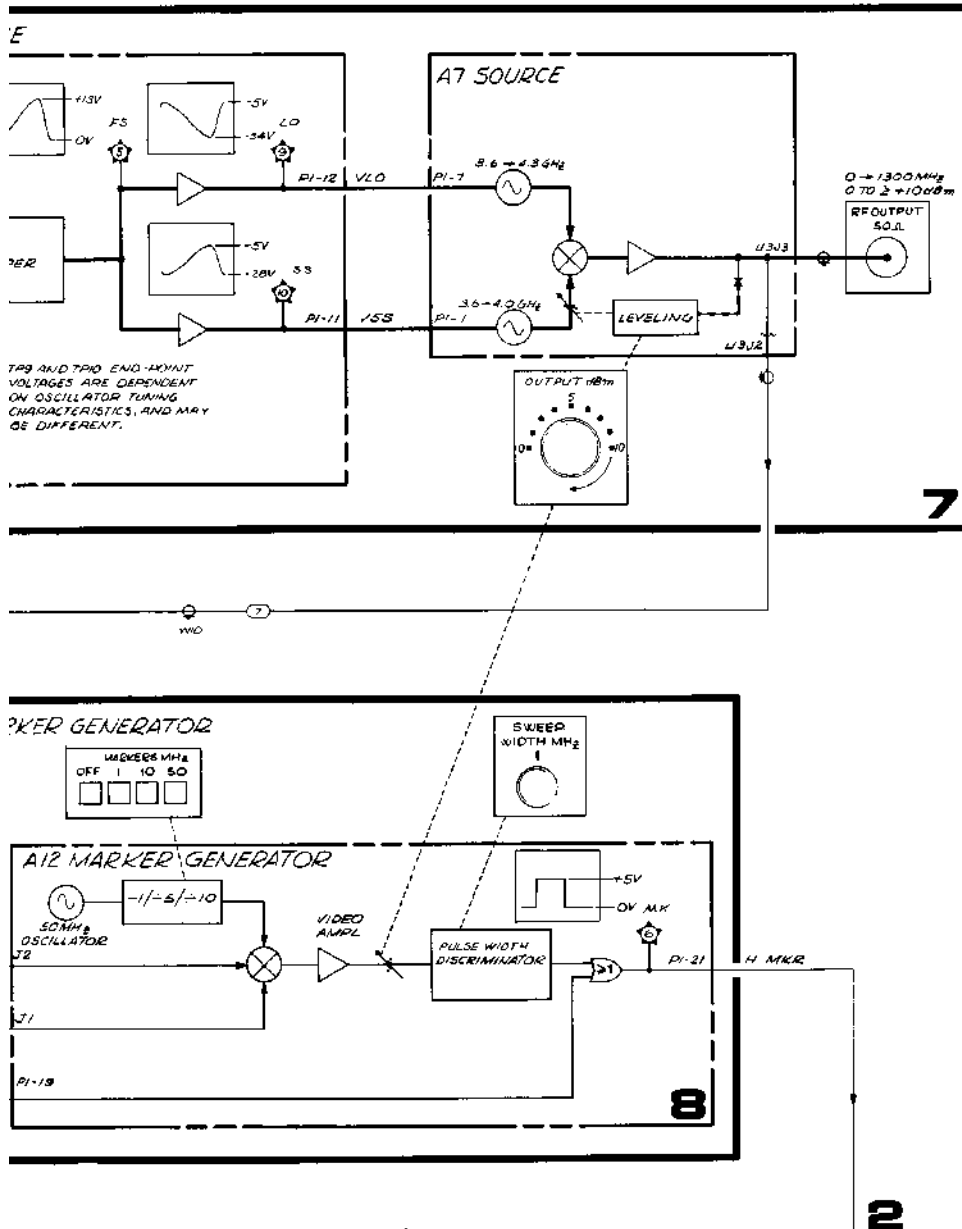 E
A7 SOURCE
+13V
0V
FS
5
-5V
-34V
LO
9
P1-12 VLO
P1-7
3.6→4.3 GHz
0→1300 MHz
0 TO ≥ +10dBm
RF OUTPUT
50Ω
W3J3
PER
-5V
-28V
SS
10
P1-11 VSS
P1-1
3.6→4.0 GHz
LEVELING
W3J2
TP9 AND TP10 END-POINT
VOLTAGES ARE DEPENDENT
ON OSCILLATOR TUNING
CHARACTERISTICS, AND MAY
BE DIFFERENT.
OUTPUT dBm
5
0
10
7
7
W10
RKER GENERATOR
MARKERS MHz
OFF 1 10 50
SWEEP
WIDTH MHz
A12 MARKER GENERATOR
÷1/÷5/÷10
50MHz
OSCILLATOR
VIDEO
AMPL
PULSE WIDTH
DISCRIMINATOR
+5V
0V
MK
6
≥1
P1-21
H MKR
J2
J1
P1-19
8
2